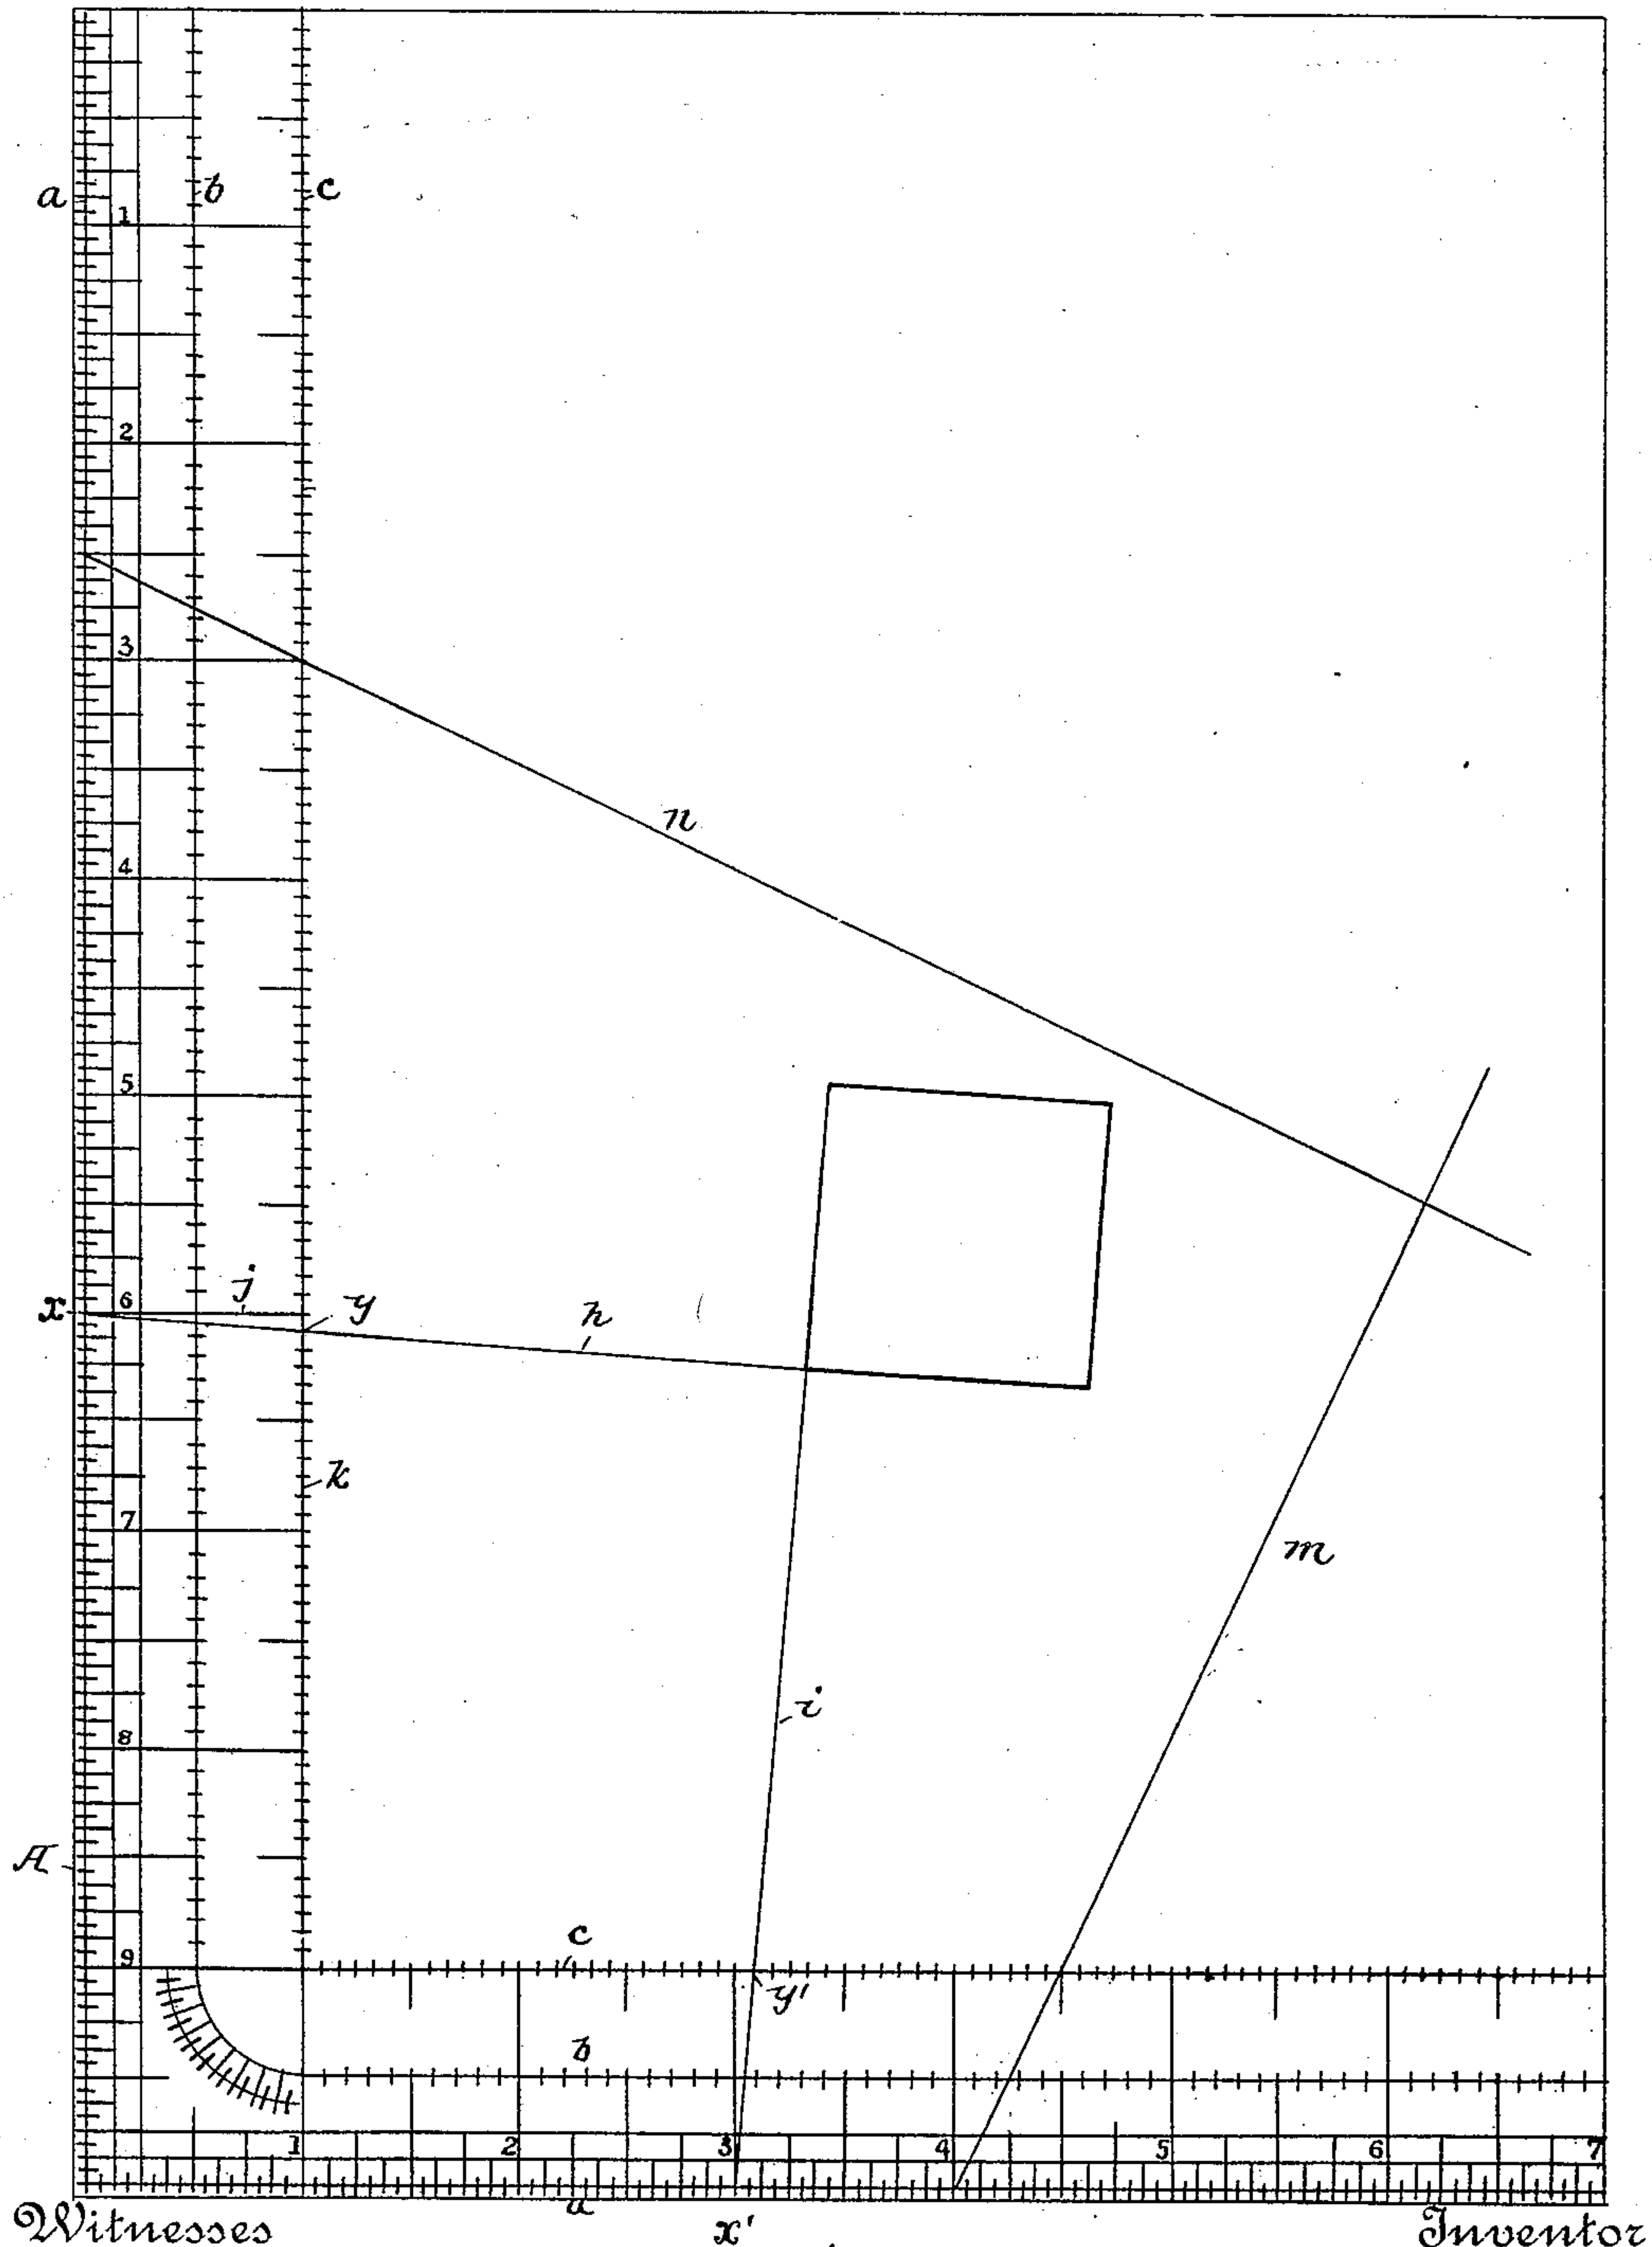 a b c
1
2
3
n
4
5
x 6 j y h
k
7
m
i
8
A
9 c
y'
b
1 2 3 4 5 6 7
a
x'
Witnesses Inventor